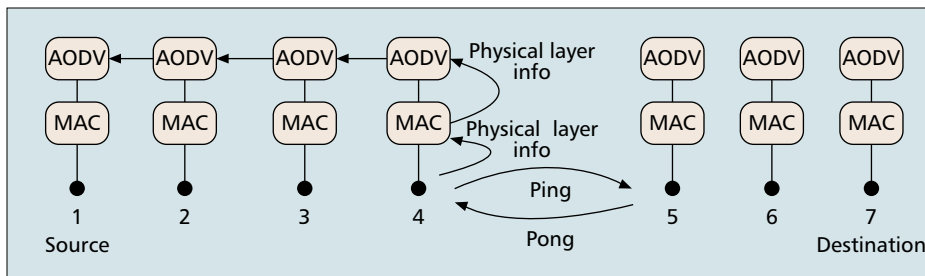 AODV AODV AODV AODV Physical layer info AODV AODV AODV
MAC MAC MAC MAC Physical layer info MAC MAC MAC
Ping
1 2 3 4 5 6 7
Source Pong Destination